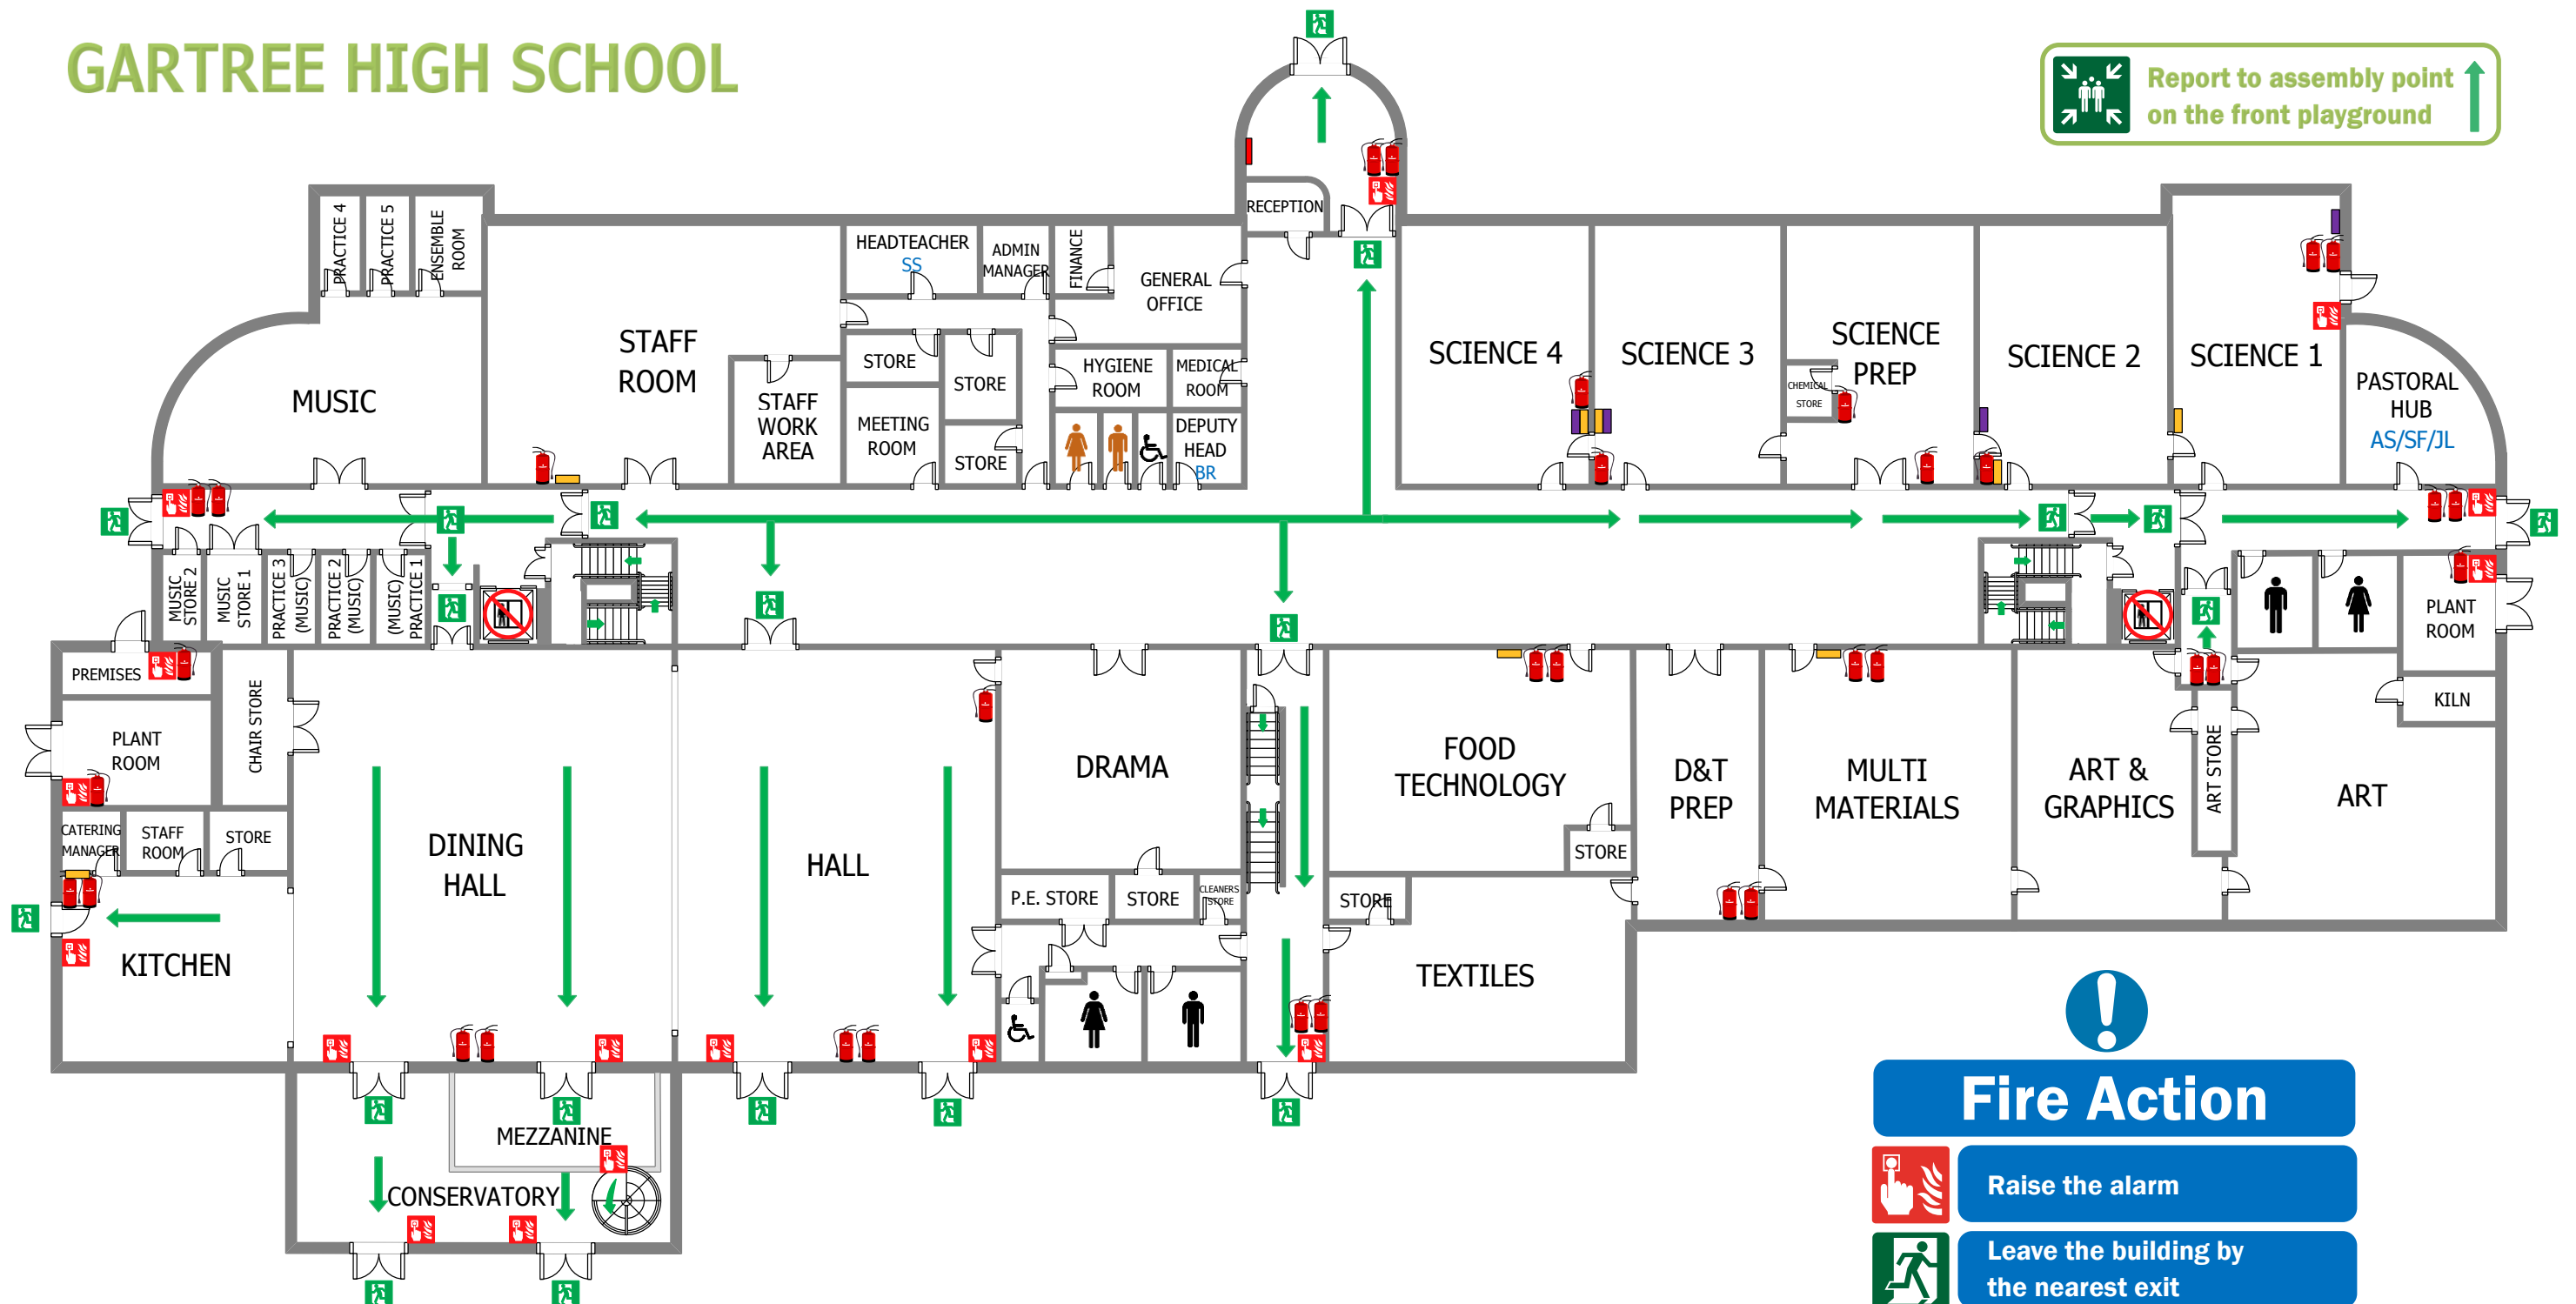 GARTREE HIGH SCHOOL
Report to assembly point
on the front playground
PRACTICE 4
PRACTICE 5
ENSEMBLE
ROOM
MUSIC
STAFF
ROOM
STAFF
WORK
AREA
HEADTEACHER
SS
ADMIN
MANAGER
FINANCE
GENERAL
OFFICE
RECEPTION
STORE
STORE
MEETING
ROOM
STORE
HYGIENE
ROOM
MEDICAL
ROOM
DEPUTY
HEAD
BR
SCIENCE 4
SCIENCE 3
SCIENCE
PREP
CHEMICAL
STORE
SCIENCE 2
SCIENCE 1
PASTORAL
HUB
AS/SF/JL
MUSIC
STORE 2
MUSIC
STORE 1
PRACTICE 3
(MUSIC)
PRACTICE 2
(MUSIC)
(MUSIC)
PRACTICE 1
PREMISES
PLANT
ROOM
CHAIR STORE
CATERING
MANAGER
STAFF
ROOM
STORE
KITCHEN
DINING
HALL
HALL
DRAMA
P.E. STORE
STORE
CLEANERS
STORE
FOOD
TECHNOLOGY
STORE
STORE
TEXTILES
D&T
PREP
MULTI
MATERIALS
ART &
GRAPHICS
ART STORE
ART
KILN
PLANT
ROOM
MEZZANINE
CONSERVATORY
Fire Action
Raise the alarm
Leave the building by
the nearest exit